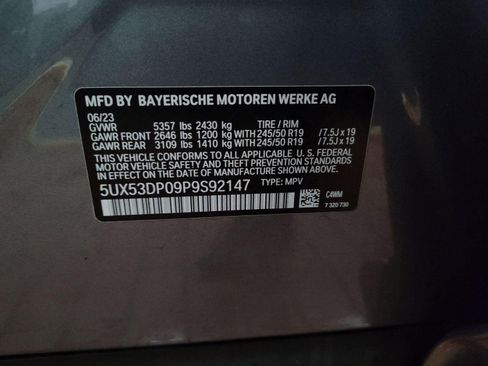 MFD BY BAYERISCHE MOTOREN WERKE AG
06/23
GVWR 5357 lbs 2430 kg TIRE / RIM
GAWR FRONT 2646 lbs 1200 kg WITH 245/50 R19 /7.5J x 19
GAWR REAR 3109 lbs 1410 kg WITH 245/50 R19 /7.5J x 19
THIS VEHICLE CONFORMS TO ALL APPLICABLE U.S. FEDERAL
MOTOR VEHICLE SAFETY AND THEFT PREVENTION STANDARDS
IN EFFECT ON THE DATE OF MANUFACTURE SHOWN ABOVE.
5UX53DP09P9S92147 TYPE: MPV
C4WM
7 320 730